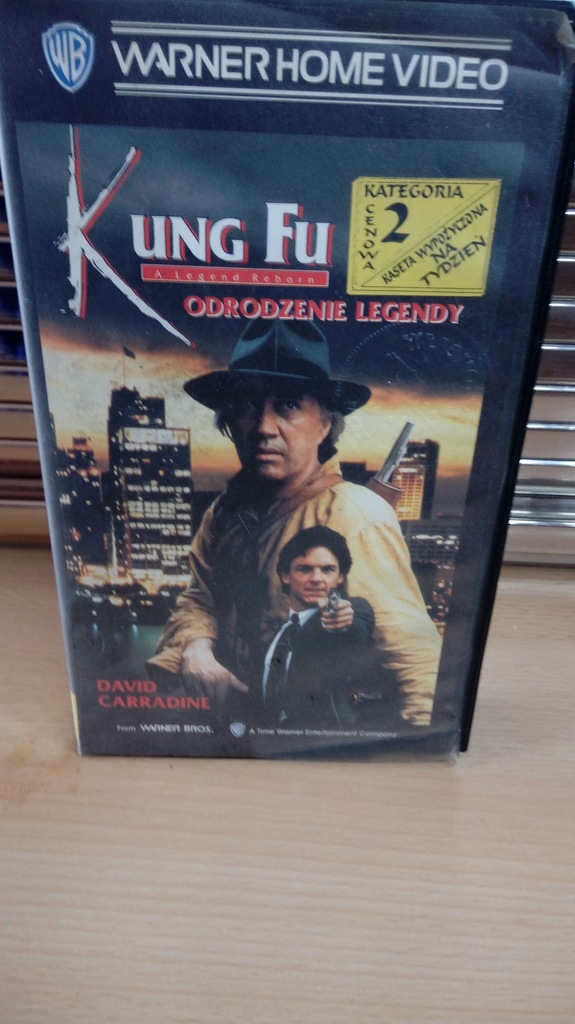 WB
WARNER HOME VIDEO
KUNG FU
A Legend Reborn
ODRODZENIE LEGENDY
KATEGORIA
CENOWA
2
KASETA WYPOŻYCZONA
NA
TYDZIEŃ
DAVID
CARRADINE
From WARNER BROS.
A Time Warner Entertainment Company